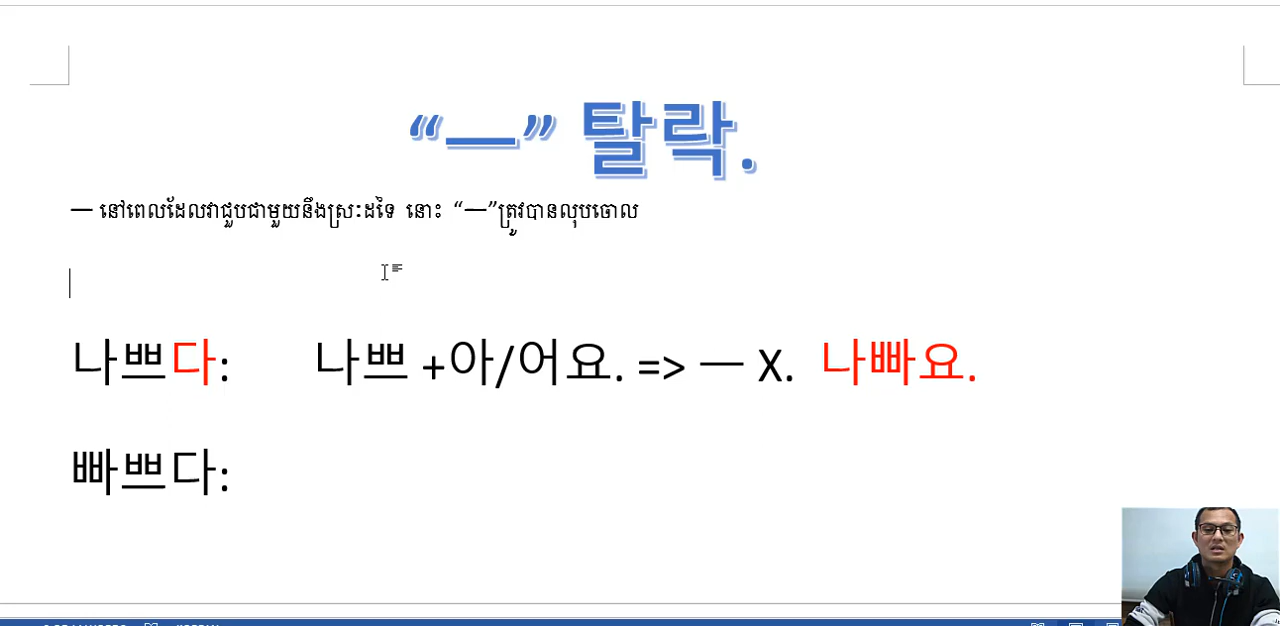 “ㅡ” 탈락.
ㅡ នៅពេលដែលវាជួបជាមួយនឹងស្រៈដទៃ នោះ “ㅡ”ត្រូវបានលុបចោល
나쁘다: 나쁘 +아/어요. => ㅡ X. 나빠요.
빠쁘다: